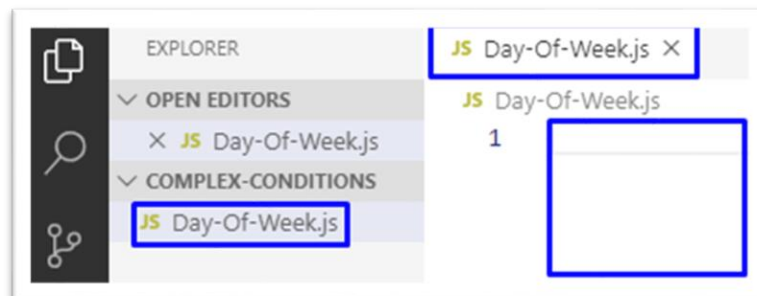 EXPLORER
OPEN EDITORS
JS Day-Of-Week.js
COMPLEX-CONDITIONS
JS Day-Of-Week.js
JS Day-Of-Week.js
JS Day-Of-Week.js
1